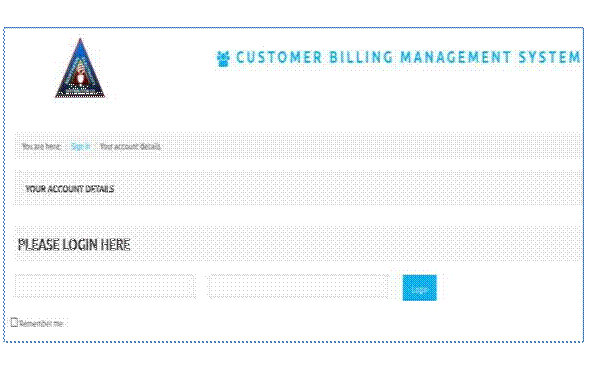 CUSTOMER BILLING MANAGEMENT SYSTEM
You are here: Sign in Your account details
YOUR ACCOUNT DETAILS
PLEASE LOGIN HERE
Login
Remember me